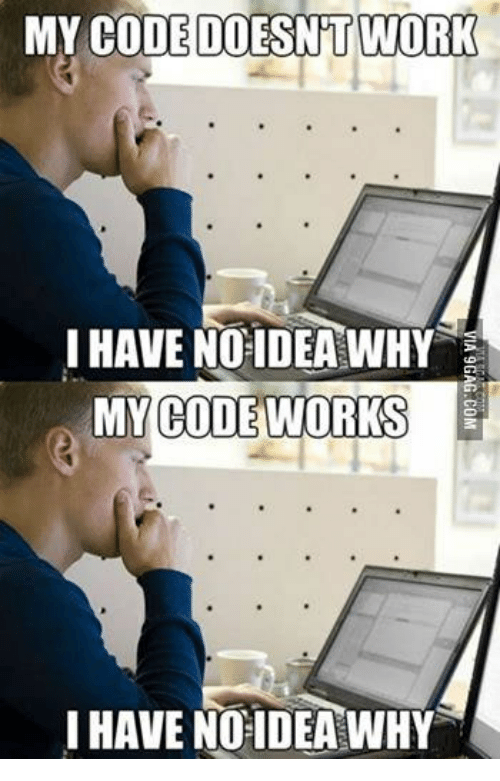 MY CODE DOESN'T WORK
I HAVE NO IDEA WHY
VIA 9GAG.COM
MY CODE WORKS
I HAVE NO IDEA WHY